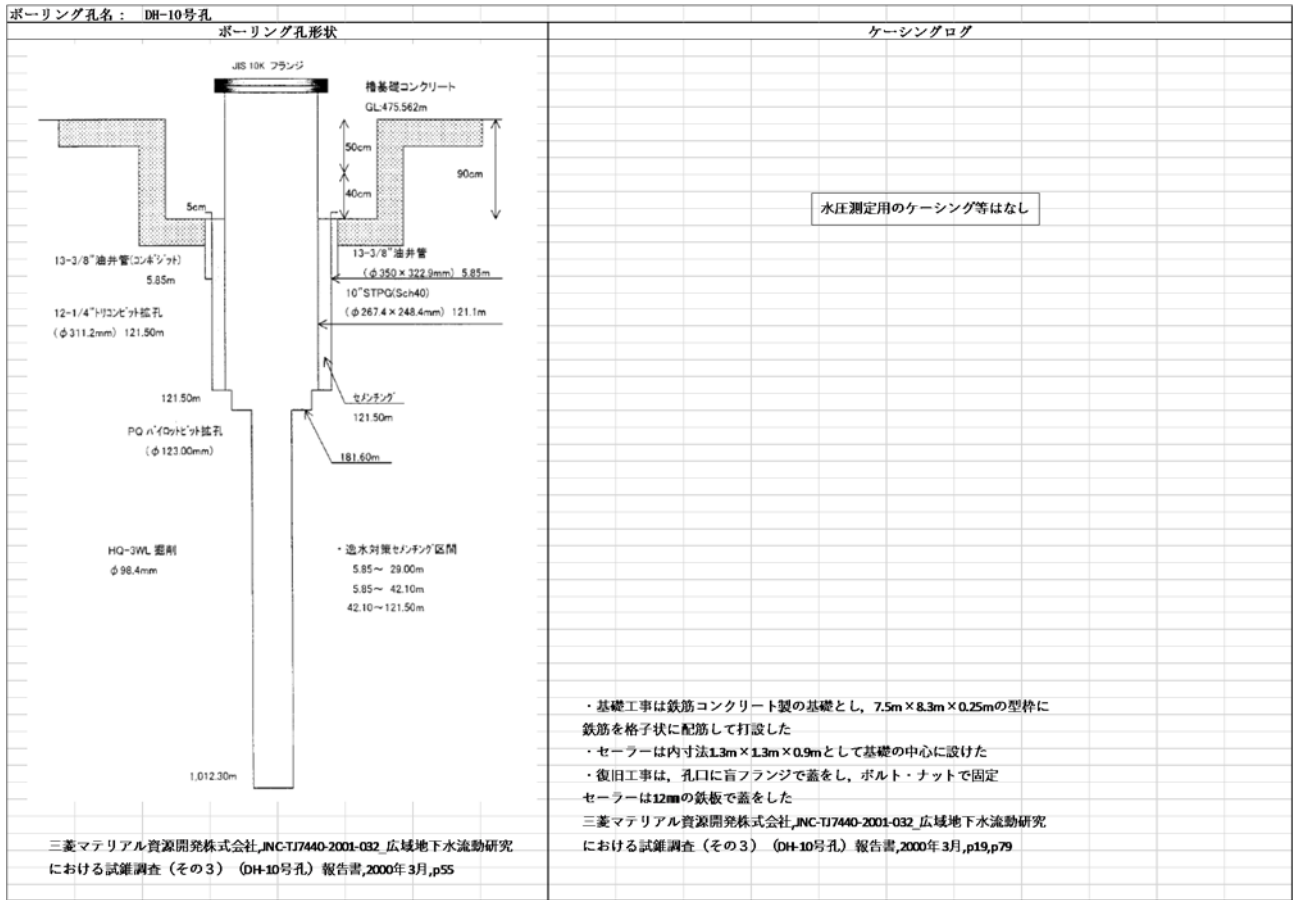 ボーリング孔名： DH-10号孔
ボーリング孔形状
ケーシングログ
JIS 10K フランジ
櫓基礎コンクリート
GL:475.562m
50cm
90cm
40cm
5cm
水圧測定用のケーシング等はなし
13-3/8"油井管(コンポジット)
5.85m
13-3/8"油井管
(φ350×322.9mm) 5.85m
10"STPG(Sch40)
(φ267.4×248.4mm) 121.1m
12-1/4"トリコンビット拡孔
(φ311.2mm) 121.50m
121.50m
セメンチング
121.50m
PQ パイロットビット拡孔
(φ123.00mm)
181.60m
HQ-3WL 掘削
φ98.4mm
・逸水対策セメンチング区間
5.85～ 29.00m
5.85～ 42.10m
42.10～121.50m
1,012.30m
三菱マテリアル資源開発株式会社,JNC-TJ7440-2001-032_広域地下水流動研究
における試錐調査（その３）（DH-10号孔）報告書,2000年3月,p55
・基礎工事は鉄筋コンクリート製の基礎とし，7.5m×8.3m×0.25mの型枠に
鉄筋を格子状に配筋して打設した
・セーラーは内寸法1.3m×1.3m×0.9mとして基礎の中心に設けた
・復旧工事は，孔口に盲フランジで蓋をし，ボルト・ナットで固定
セーラーは12㎜の鉄板で蓋をした
三菱マテリアル資源開発株式会社,JNC-TJ7440-2001-032_広域地下水流動研究
における試錐調査（その３）（DH-10号孔）報告書,2000年3月,p19,p79